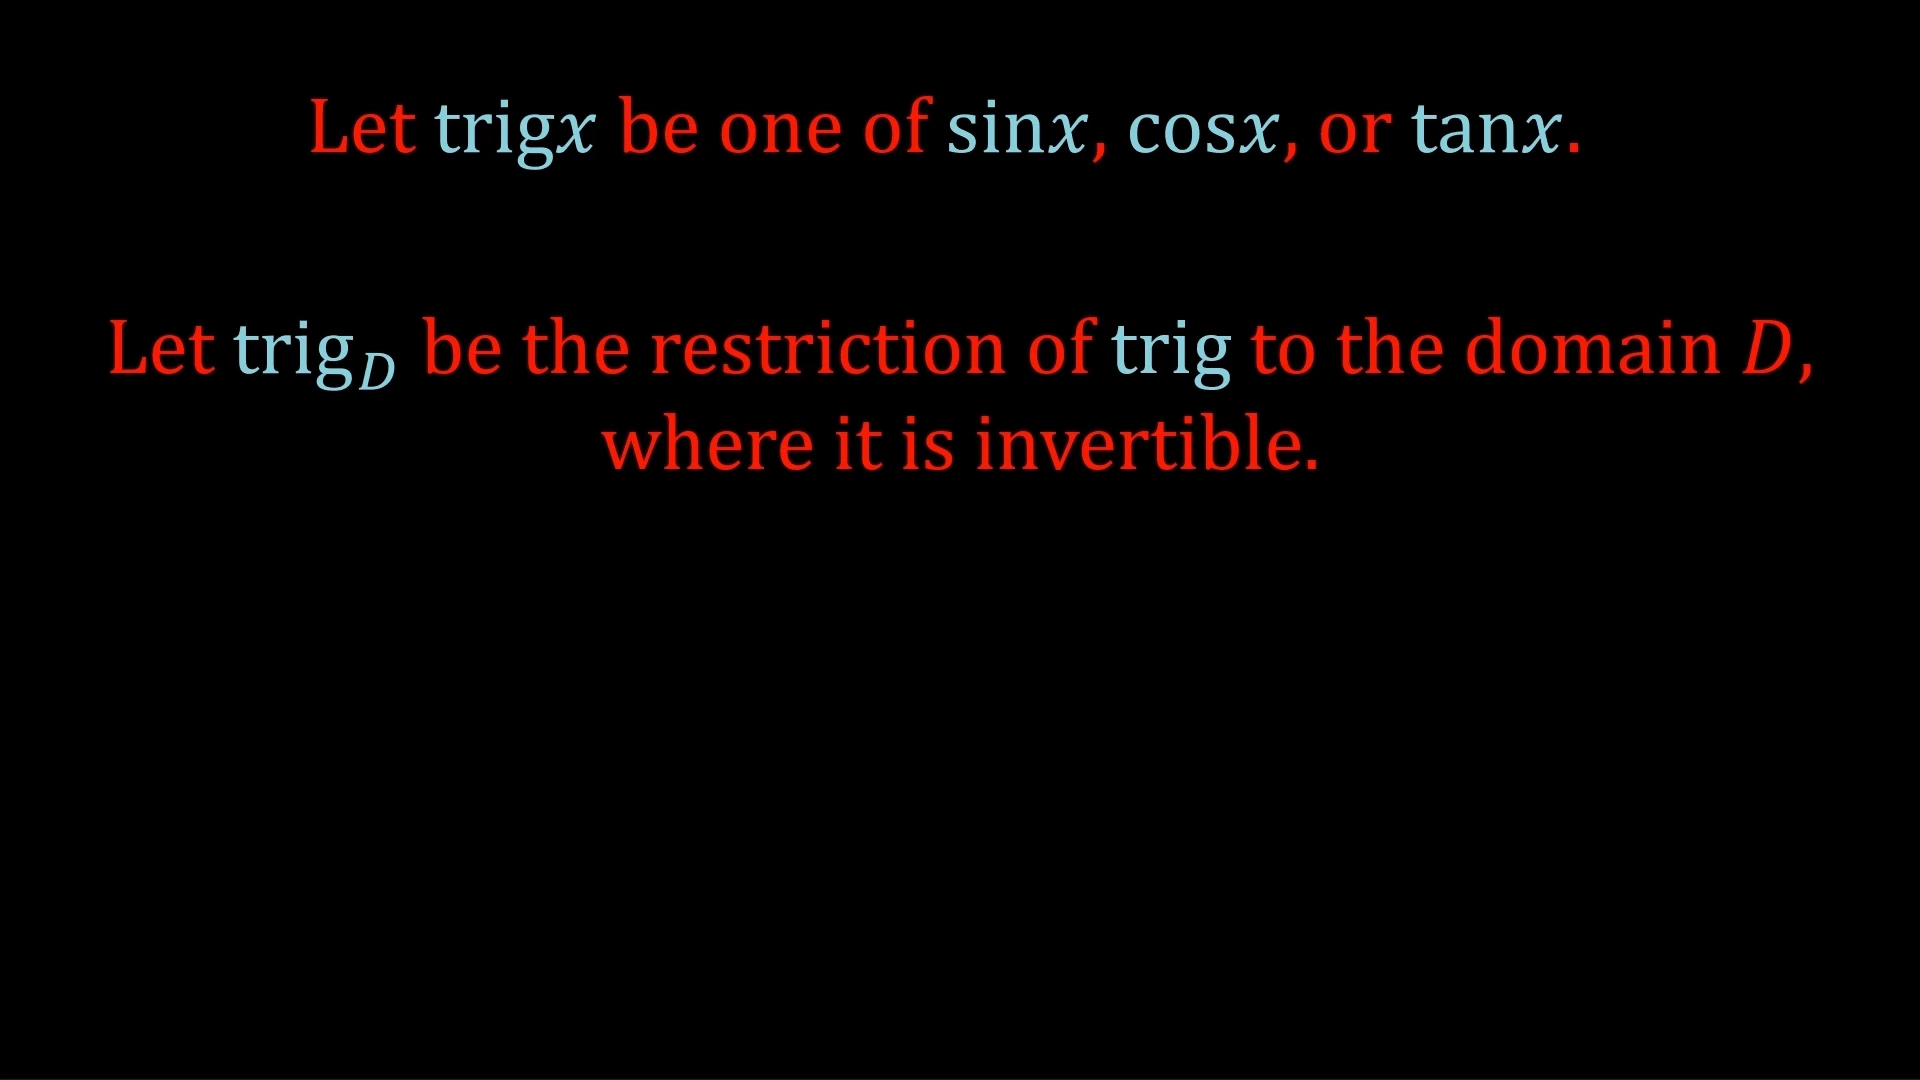 Let trigx be one of sinx, cosx, or tanx.
Let trig_D be the restriction of trig to the domain D,
where it is invertible.